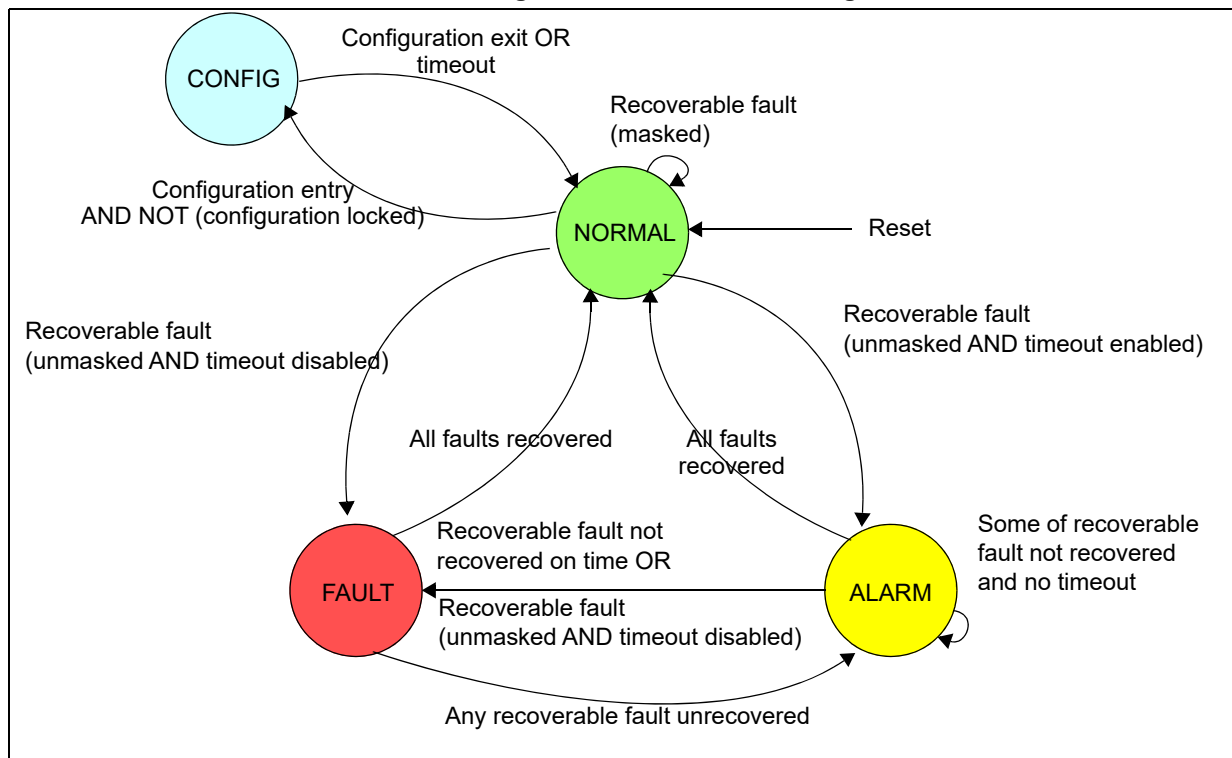 Configuration exit OR
timeout
CONFIG
Recoverable fault
(masked)
Configuration entry
AND NOT (configuration locked)
NORMAL
Reset
Recoverable fault
(unmasked AND timeout disabled)
Recoverable fault
(unmasked AND timeout enabled)
All faults recovered
All faults
recovered
Recoverable fault not
recovered on time OR
Some of recoverable
fault not recovered
and no timeout
FAULT
ALARM
Recoverable fault
(unmasked AND timeout disabled)
Any recoverable fault unrecovered